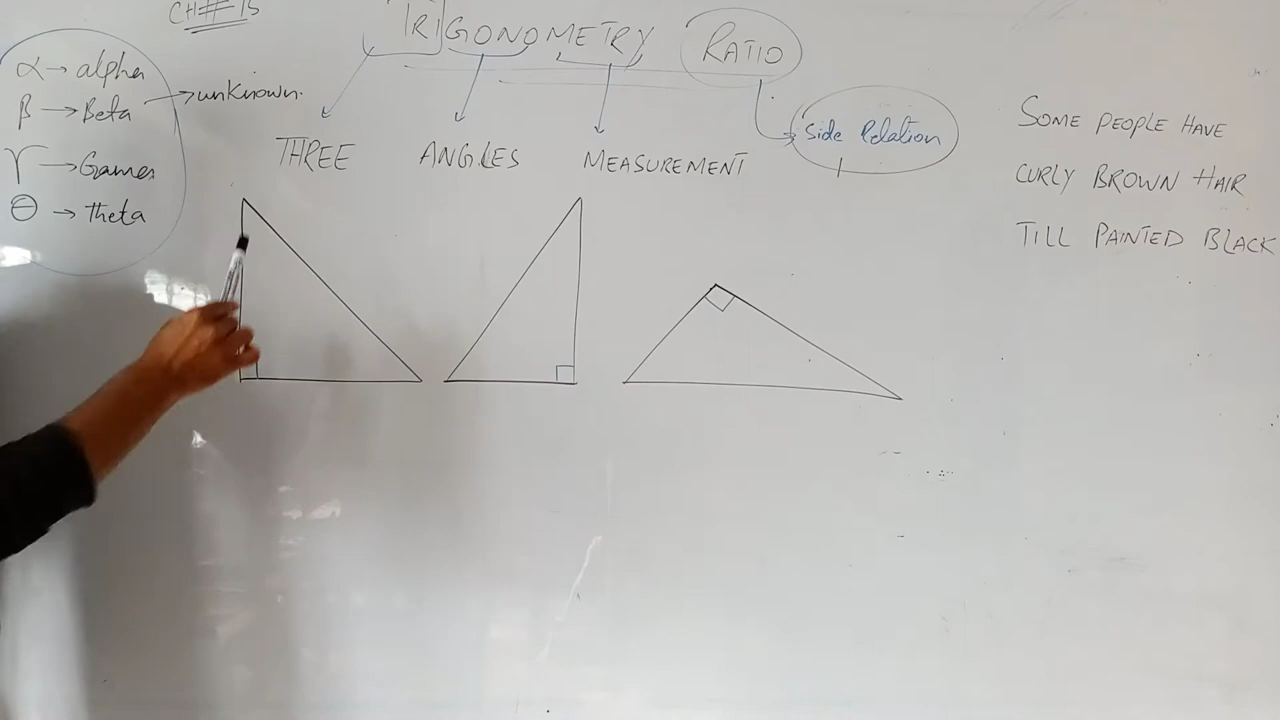 CH# 15
TRIGONOMETRY RATIO
α → alpha
β → Beta → unknown.
γ → Games
θ → Theta
THREE ANGLES MEASUREMENT Side Relation
SOME PEOPLE HAVE
CURLY BROWN HAIR
TILL PAINTED BLACK